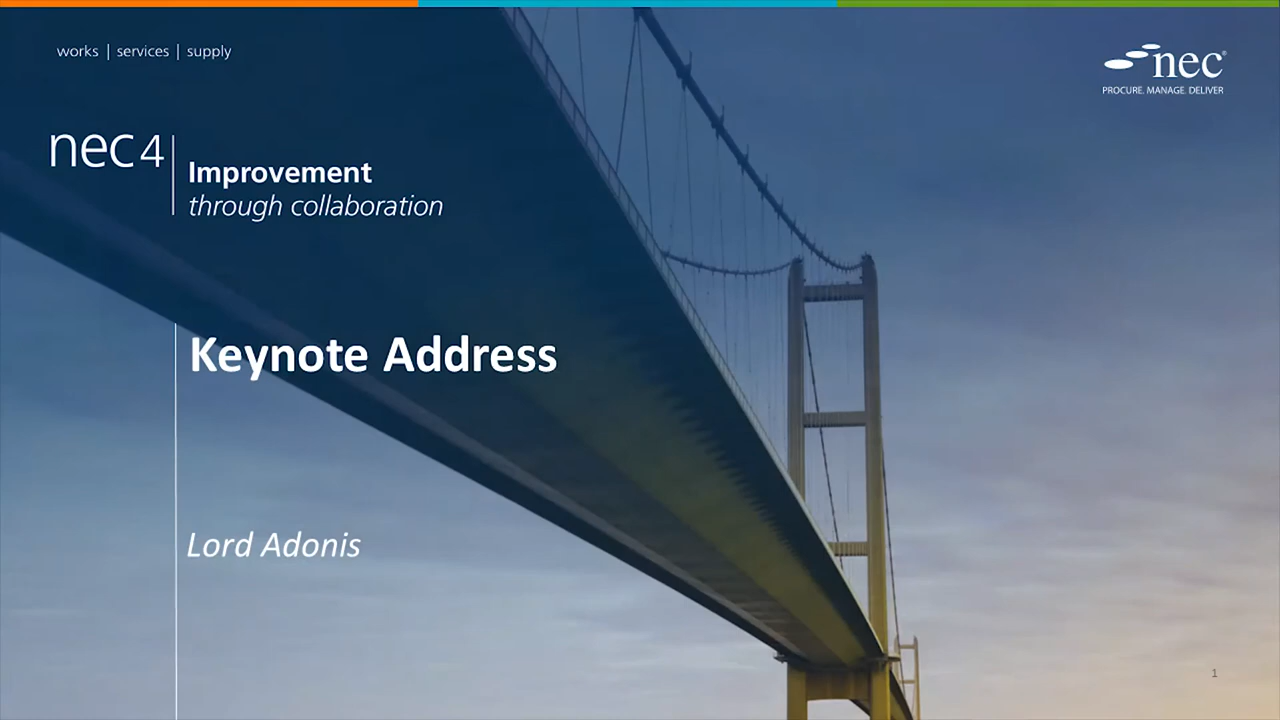 works | services | supply
nec®
PROCURE. MANAGE. DELIVER
nec4
Improvement
through collaboration
Keynote Address
Lord Adonis
1